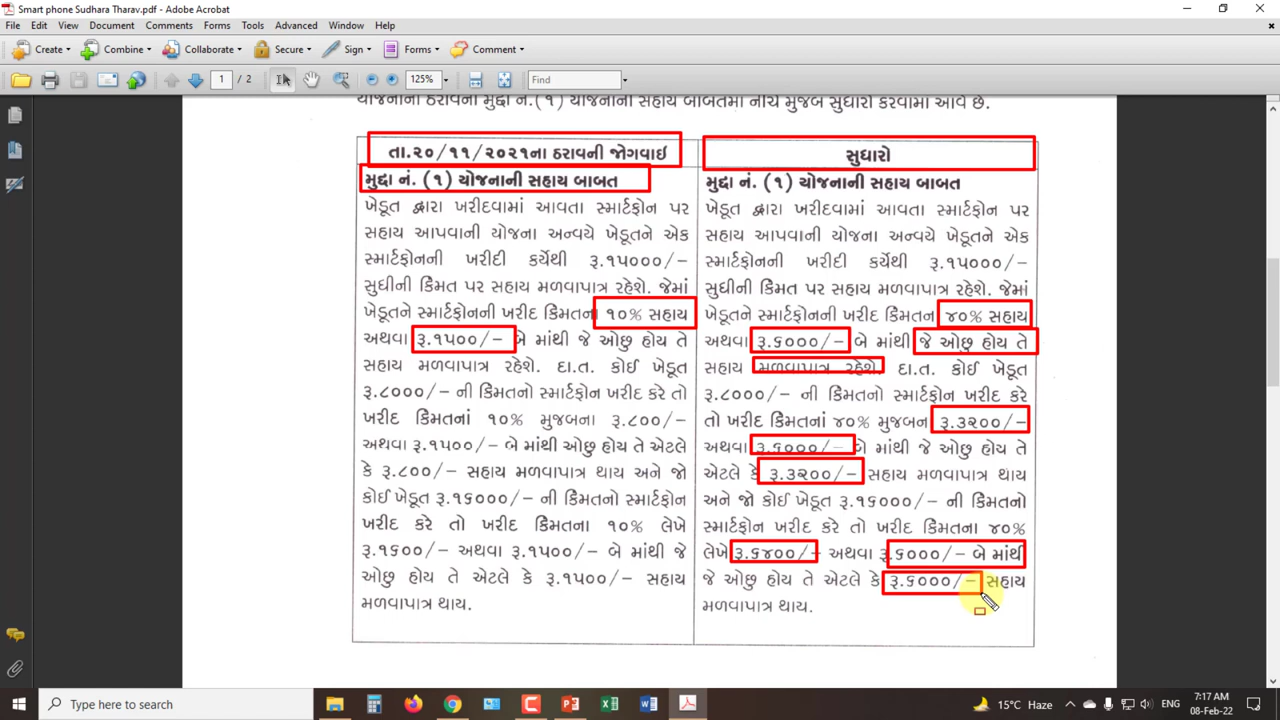 Smart phone Sudhara Tharav.pdf - Adobe Acrobat
File Edit View Document Comments Forms Tools Advanced Window Help
Create Combine Collaborate Secure Sign Forms Comment
1 / 2 125% Find
યોજનાના ઠરાવના મુદ્દા નં.(૧) યોજનાની સહાય બાબતમાં નીચે મુજબ સુધારો કરવામાં આવે છે.
તા.૨૦/૧૧/૨૦૨૧ના ઠરાવની જોગવાઇ
મુદ્દા નં. (૧) યોજનાની સહાય બાબત
ખેડૂત દ્વારા ખરીદવામાં આવતા સ્માર્ટફોન પર
સહાય આપવાની યોજના અન્વયે ખેડૂતને એક
સ્માર્ટફોનની ખરીદી કર્યેથી રૂ.૧૫૦૦૦/-
સુધીની કિંમત પર સહાય મળવાપાત્ર રહેશે. જેમાં
ખેડૂતને સ્માર્ટફોનની ખરીદ કિંમતના ૧૦% સહાય
અથવા રૂ.૧૫૦૦/- બે માંથી જે ઓછુ હોય તે
સહાય મળવાપાત્ર રહેશે. દા.ત. કોઈ ખેડૂત
રૂ.૮૦૦૦/- ની કિંમતનો સ્માર્ટફોન ખરીદ કરે તો
ખરીદ કિંમતનાં ૧૦% મુજબના રૂ.૮૦૦/-
અથવા રૂ.૧૫૦૦/- બે માંથી ઓછુ હોય તે એટલે
કે રૂ.૮૦૦/- સહાય મળવાપાત્ર થાય અને જો
કોઈ ખેડૂત રૂ.૧૬૦૦૦/- ની કિંમતનો સ્માર્ટફોન
ખરીદ કરે તો ખરીદ કિંમતના ૧૦% લેખે
રૂ.૧૬૦૦/- અથવા રૂ.૧૫૦૦/- બે માંથી જે
ઓછુ હોય તે એટલે કે રૂ.૧૫૦૦/- સહાય
મળવાપાત્ર થાય.
સુધારો
મુદ્દા નં. (૧) યોજનાની સહાય બાબત
ખેડૂત દ્વારા ખરીદવામાં આવતા સ્માર્ટફોન પર
સહાય આપવાની યોજના અન્વયે ખેડૂતને એક
સ્માર્ટફોનની ખરીદી કર્યેથી રૂ.૧૫૦૦૦/-
સુધીની કિંમત પર સહાય મળવાપાત્ર રહેશે. જેમાં
ખેડૂતને સ્માર્ટફોનની ખરીદ કિંમતન ૪૦% સહાય
અથવા રૂ.૬૦૦૦/- બે માંથી જે ઓછુ હોય તે
સહાય મળવાપાત્ર રહેશે. દા.ત. કોઈ ખેડૂત
રૂ.૮૦૦૦/- ની કિંમતનો સ્માર્ટફોન ખરીદ કરે
તો ખરીદ કિંમતનાં ૪૦% મુજબન રૂ.૩૨૦૦/-
અથવા રૂ.૬૦૦૦/- બે માંથી જે ઓછુ હોય તે
એટલે કે રૂ.૩૨૦૦/- સહાય મળવાપાત્ર થાય
અને જો કોઈ ખેડૂત રૂ.૧૬૦૦૦/- ની કિંમતનો
સ્માર્ટફોન ખરીદ કરે તો ખરીદ કિંમતના ૪૦%
લેખે રૂ.૬૪૦૦/- અથવા રૂ.૬૦૦૦/- બે માંથી
જે ઓછુ હોય તે એટલે કે રૂ.૬૦૦૦/- સહાય
મળવાપાત્ર થાય.
Type here to search
15°C Haze ENG 7:17 AM
08-Feb-22